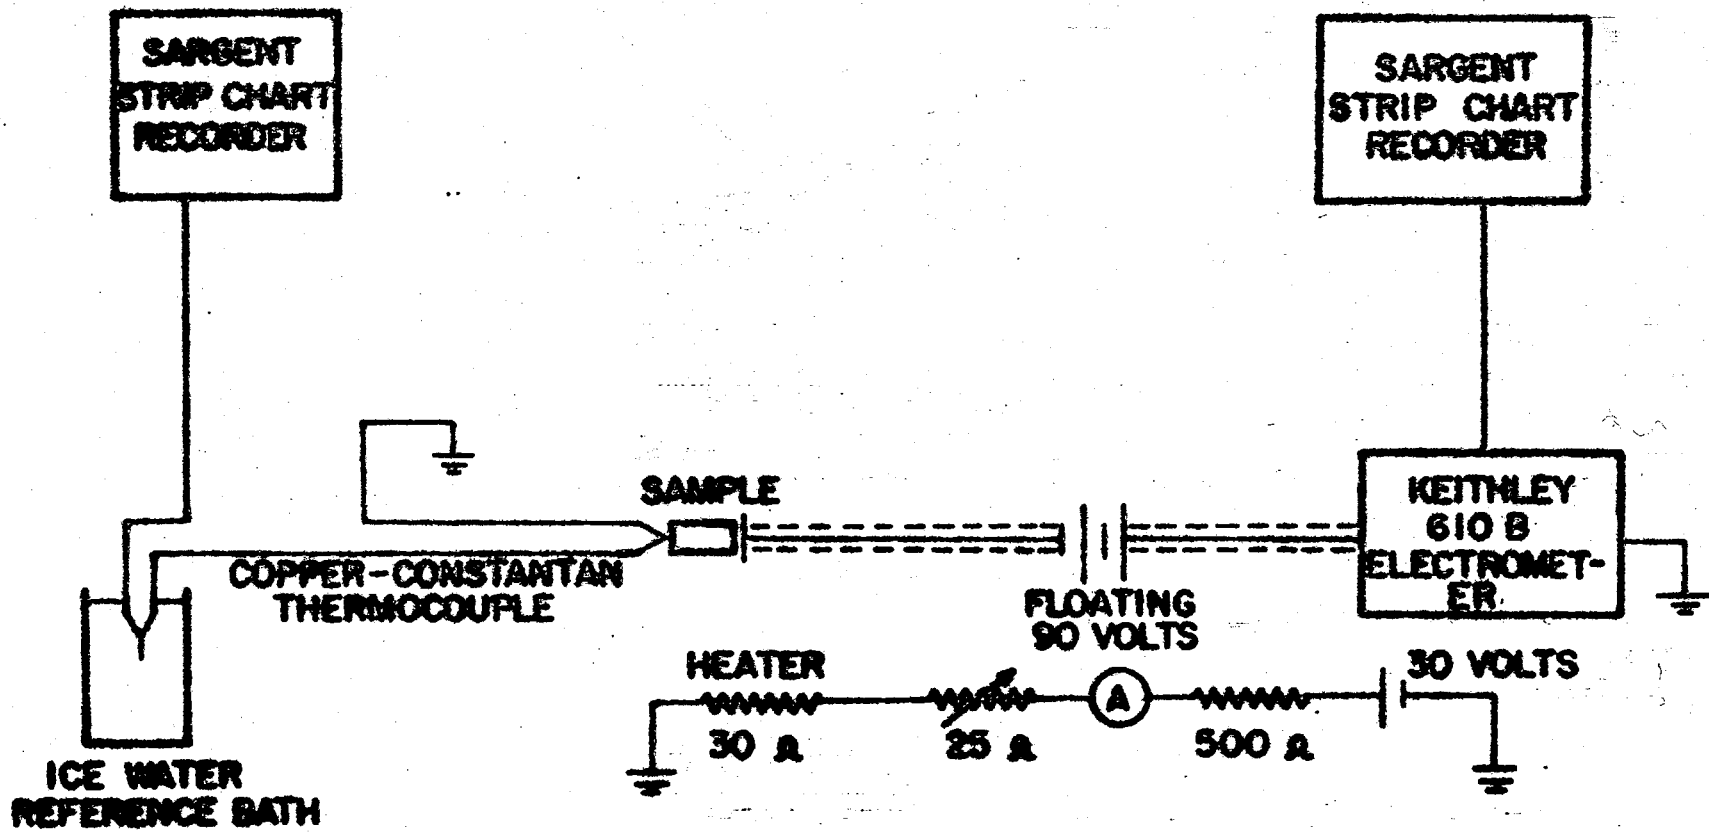 SARGENT
STRIP CHART
RECORDER
SARGENT
STRIP CHART
RECORDER
SAMPLE
KEITHLEY
610 B
ELECTROMET-
ER
COPPER-CONSTANTAN
THERMOCOUPLE
FLOATING
90 VOLTS
HEATER
30 VOLTS
A
30 Ω
25 Ω
500 Ω
ICE WATER
REFERENCE BATH